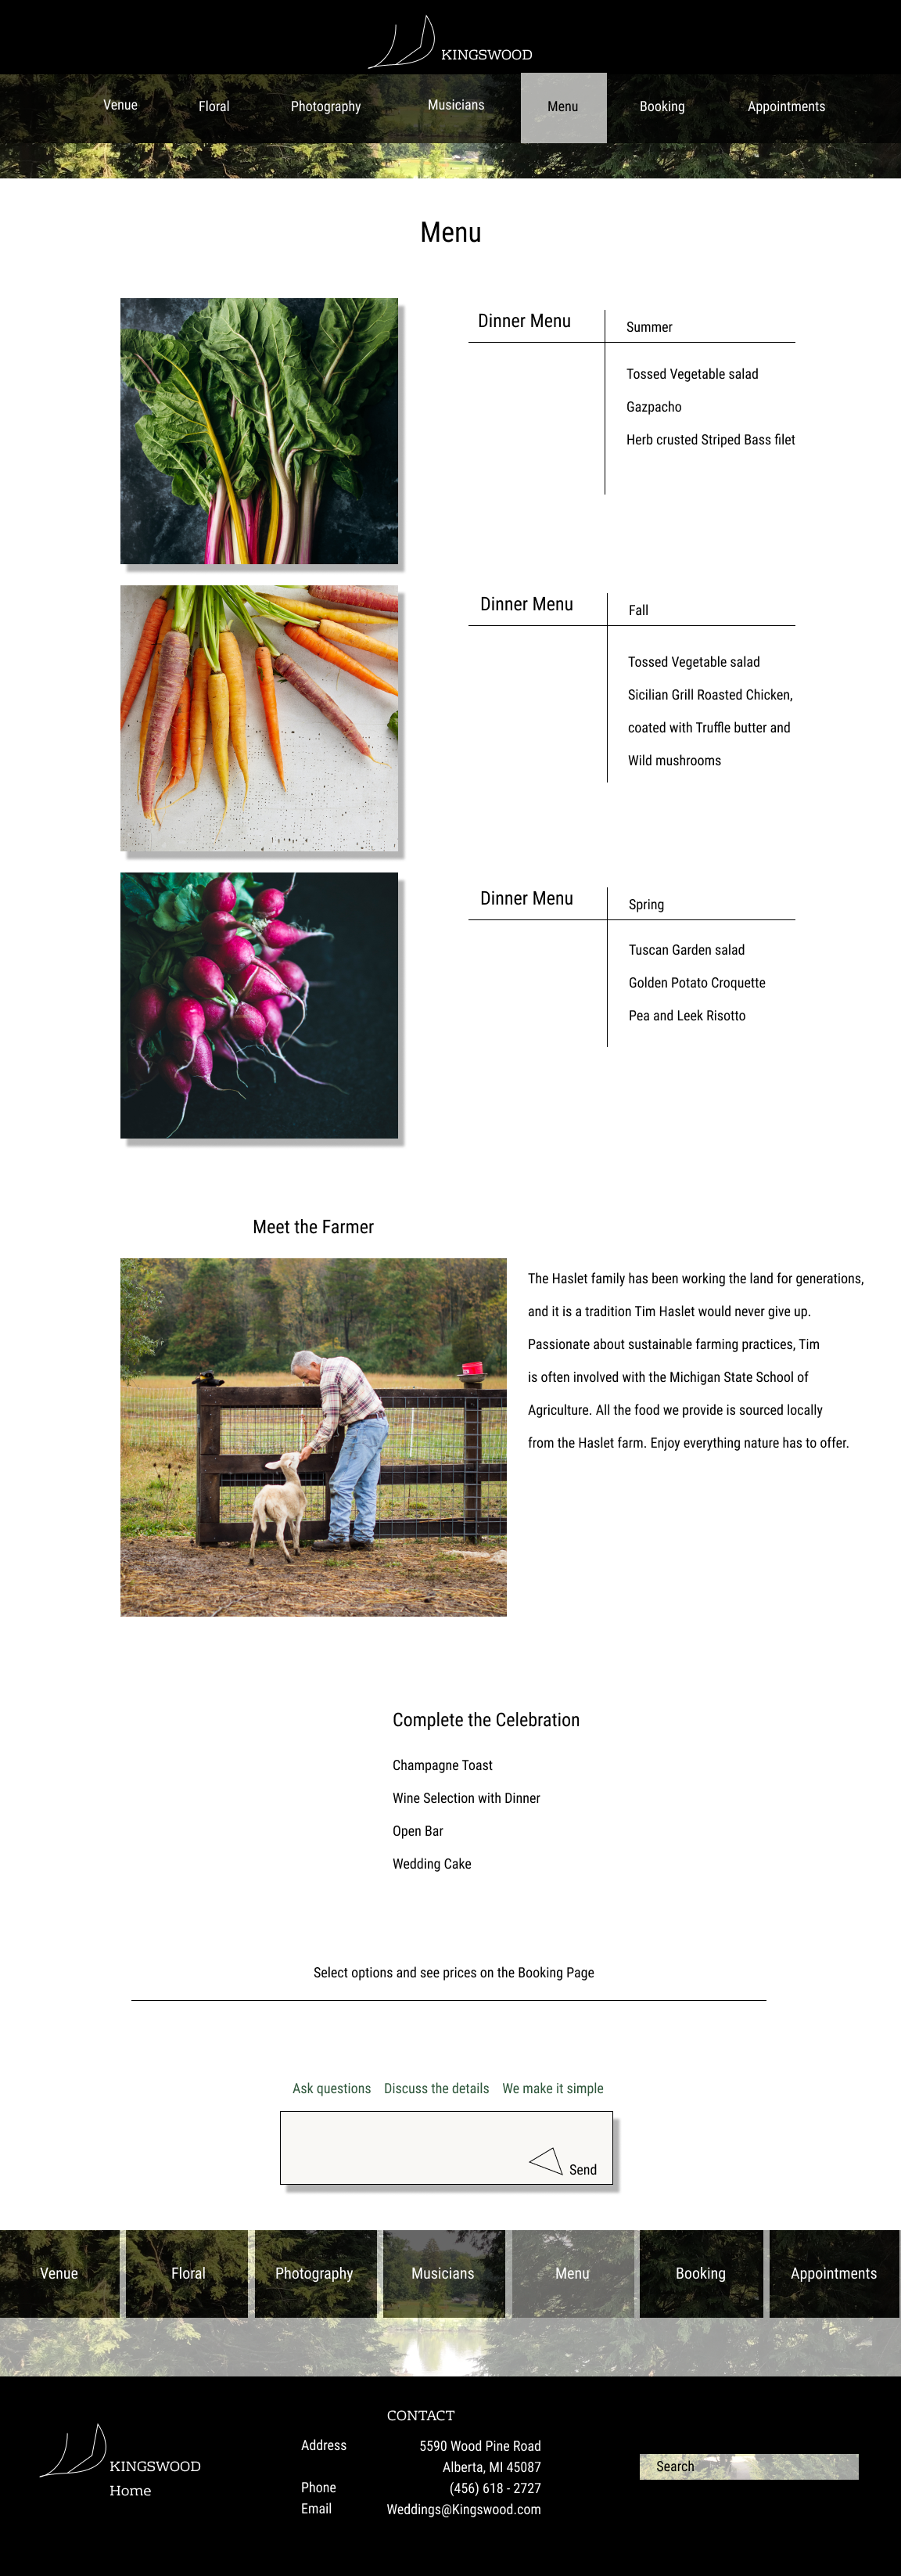 KINGSWOOD
Venue Floral Photography Musicians Menu Booking Appointments
Menu
Dinner Menu Summer
Tossed Vegetable salad
Gazpacho
Herb crusted Striped Bass filet
Dinner Menu Fall
Tossed Vegetable salad
Sicilian Grill Roasted Chicken,
coated with Truffle butter and
Wild mushrooms
Dinner Menu Spring
Tuscan Garden salad
Golden Potato Croquette
Pea and Leek Risotto
Meet the Farmer
The Haslet family has been working the land for generations,
and it is a tradition Tim Haslet would never give up.
Passionate about sustainable farming practices, Tim
is often involved with the Michigan State School of
Agriculture. All the food we provide is sourced locally
from the Haslet farm. Enjoy everything nature has to offer.
Complete the Celebration
Champagne Toast
Wine Selection with Dinner
Open Bar
Wedding Cake
Select options and see prices on the Booking Page
Ask questions Discuss the details We make it simple
Send
Venue Floral Photography Musicians Menu Booking Appointments
KINGSWOOD
Home
CONTACT
Address 5590 Wood Pine Road
Alberta, MI 45087
Phone (456) 618 - 2727
Email Weddings@Kingswood.com
Search